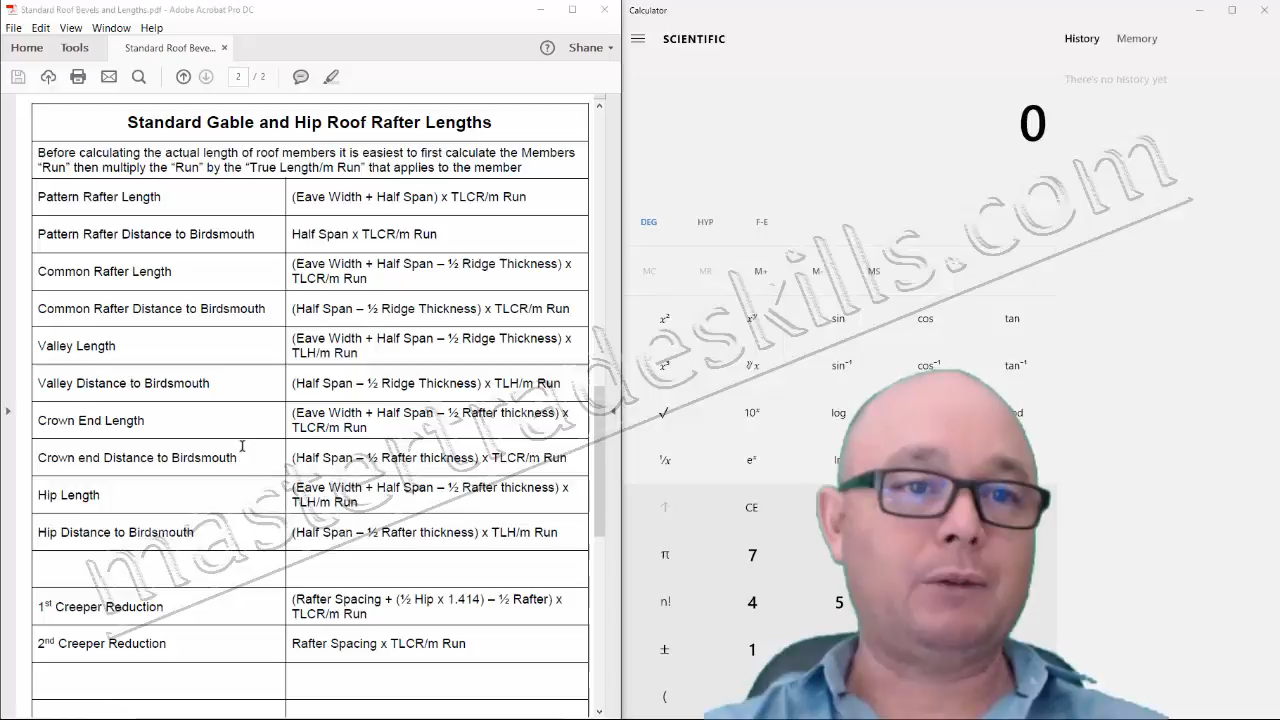 Standard Roof Bevels and Lengths.pdf - Adobe Acrobat Pro DC
File Edit View Window Help
Home Tools Standard Roof Beve... ×
Shane
2 / 2
Standard Gable and Hip Roof Rafter Lengths
Before calculating the actual length of roof members it is easiest to first calculate the Members
“Run” then multiply the “Run” by the “True Length/m Run” that applies to the member
Pattern Rafter Length
(Eave Width + Half Span) x TLCR/m Run
Pattern Rafter Distance to Birdsmouth
Half Span x TLCR/m Run
Common Rafter Length
(Eave Width + Half Span – ½ Ridge Thickness) x
TLCR/m Run
Common Rafter Distance to Birdsmouth
(Half Span – ½ Ridge Thickness) x TLCR/m Run
Valley Length
(Eave Width + Half Span – ½ Ridge Thickness) x
TLH/m Run
Valley Distance to Birdsmouth
(Half Span – ½ Ridge Thickness) x TLH/m Run
Crown End Length
(Eave Width + Half Span – ½ Rafter thickness) x
TLCR/m Run
Crown end Distance to Birdsmouth
(Half Span – ½ Rafter thickness) x TLCR/m Run
Hip Length
(Eave Width + Half Span – ½ Rafter thickness) x
TLH/m Run
Hip Distance to Birdsmouth
(Half Span – ½ Rafter thickness) x TLH/m Run
1st Creeper Reduction
(Rafter Spacing + (½ Hip x 1.414) – ½ Rafter) x
TLCR/m Run
2nd Creeper Reduction
Rafter Spacing x TLCR/m Run
mastertradeskills.com
Calculator
SCIENTIFIC
History Memory
There's no history yet
0
DEG HYP F-E
MC MR M+ M- MS
x² xʸ sin cos tan
x³ ʸ√x sin⁻¹ cos⁻¹ tan⁻¹
√ 10ˣ log
¹/x eˣ
↑ CE
π 7
n! 4 5
± 1
(